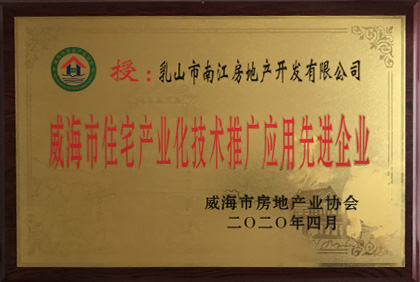 授：乳山市南江房地产开发有限公司
威海市住宅产业化技术推广应用先进企业
威海市房地产业协会
二〇二〇年四月